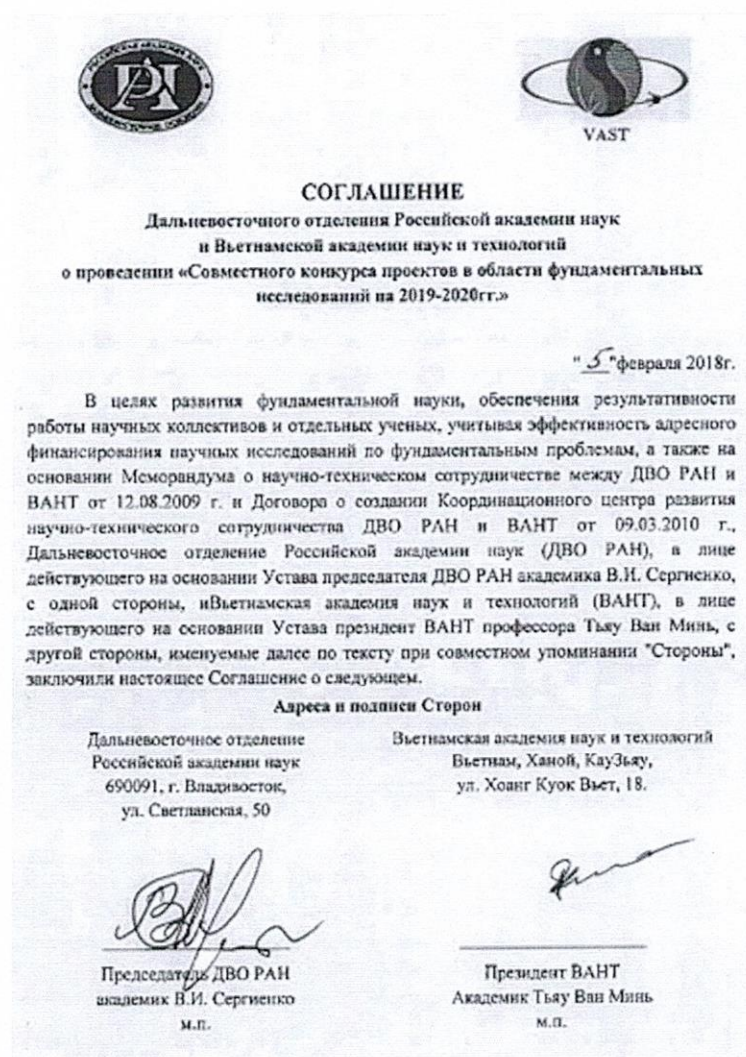 VAST
СОГЛАШЕНИЕ
Дальневосточного отделения Российской академии наук
и Вьетнамской академии наук и технологий
о проведении «Совместного конкурса проектов в области фундаментальных
исследований на 2019-2020гг.»
"5"февраля 2018г.
В целях развития фундаментальной науки, обеспечения результативности
работы научных коллективов и отдельных ученых, учитывая эффективность адресного
финансирования научных исследований по фундаментальным проблемам, а также на
основании Меморандума о научно-техническом сотрудничестве между ДВО РАН и
ВАНТ от 12.08.2009 г. и Договора о создании Координационного центра развития
научно-технического сотрудничества ДВО РАН и ВАНТ от 09.03.2010 г.,
Дальневосточное отделение Российской академии наук (ДВО РАН), в лице
действующего на основании Устава председателя ДВО РАН академика В.И. Сергиенко,
с одной стороны, иВьетнамская академия наук и технологий (ВАНТ), в лице
действующего на основании Устава президент ВАНТ профессора Тьяу Ван Минь, с
другой стороны, именуемые далее по тексту при совместном упоминании "Стороны",
заключили настоящее Соглашение о следующем.
Адреса и подписи Сторон
Дальневосточное отделение
Российской академии наук
690091, г. Владивосток,
ул. Светланская, 50
Вьетнамская академия наук и технологий
Вьетнам, Ханой, КауЗьяу,
ул. Хоанг Куок Вьет, 18.
Председатель ДВО РАН
академик В.И. Сергиенко
м.п.
Президент ВАНТ
Академик Тьяу Ван Минь
м.п.